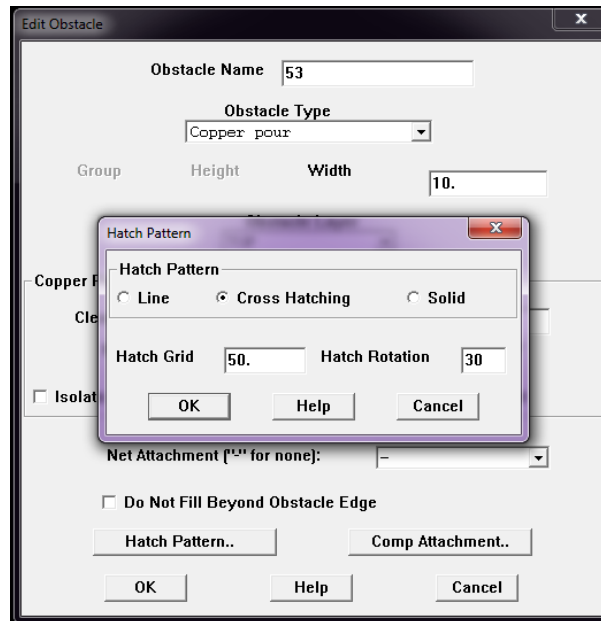 Edit Obstacle
x
Obstacle Name 53
Obstacle Type
Copper pour
Group Height Width 10.
Hatch Pattern
x
Hatch Pattern
Copper
Line Cross Hatching Solid
Cle
Hatch Grid 50. Hatch Rotation 30
Isolat
OK Help Cancel
Net Attachment ("-" for none): -
Do Not Fill Beyond Obstacle Edge
Hatch Pattern.. Comp Attachment..
OK Help Cancel